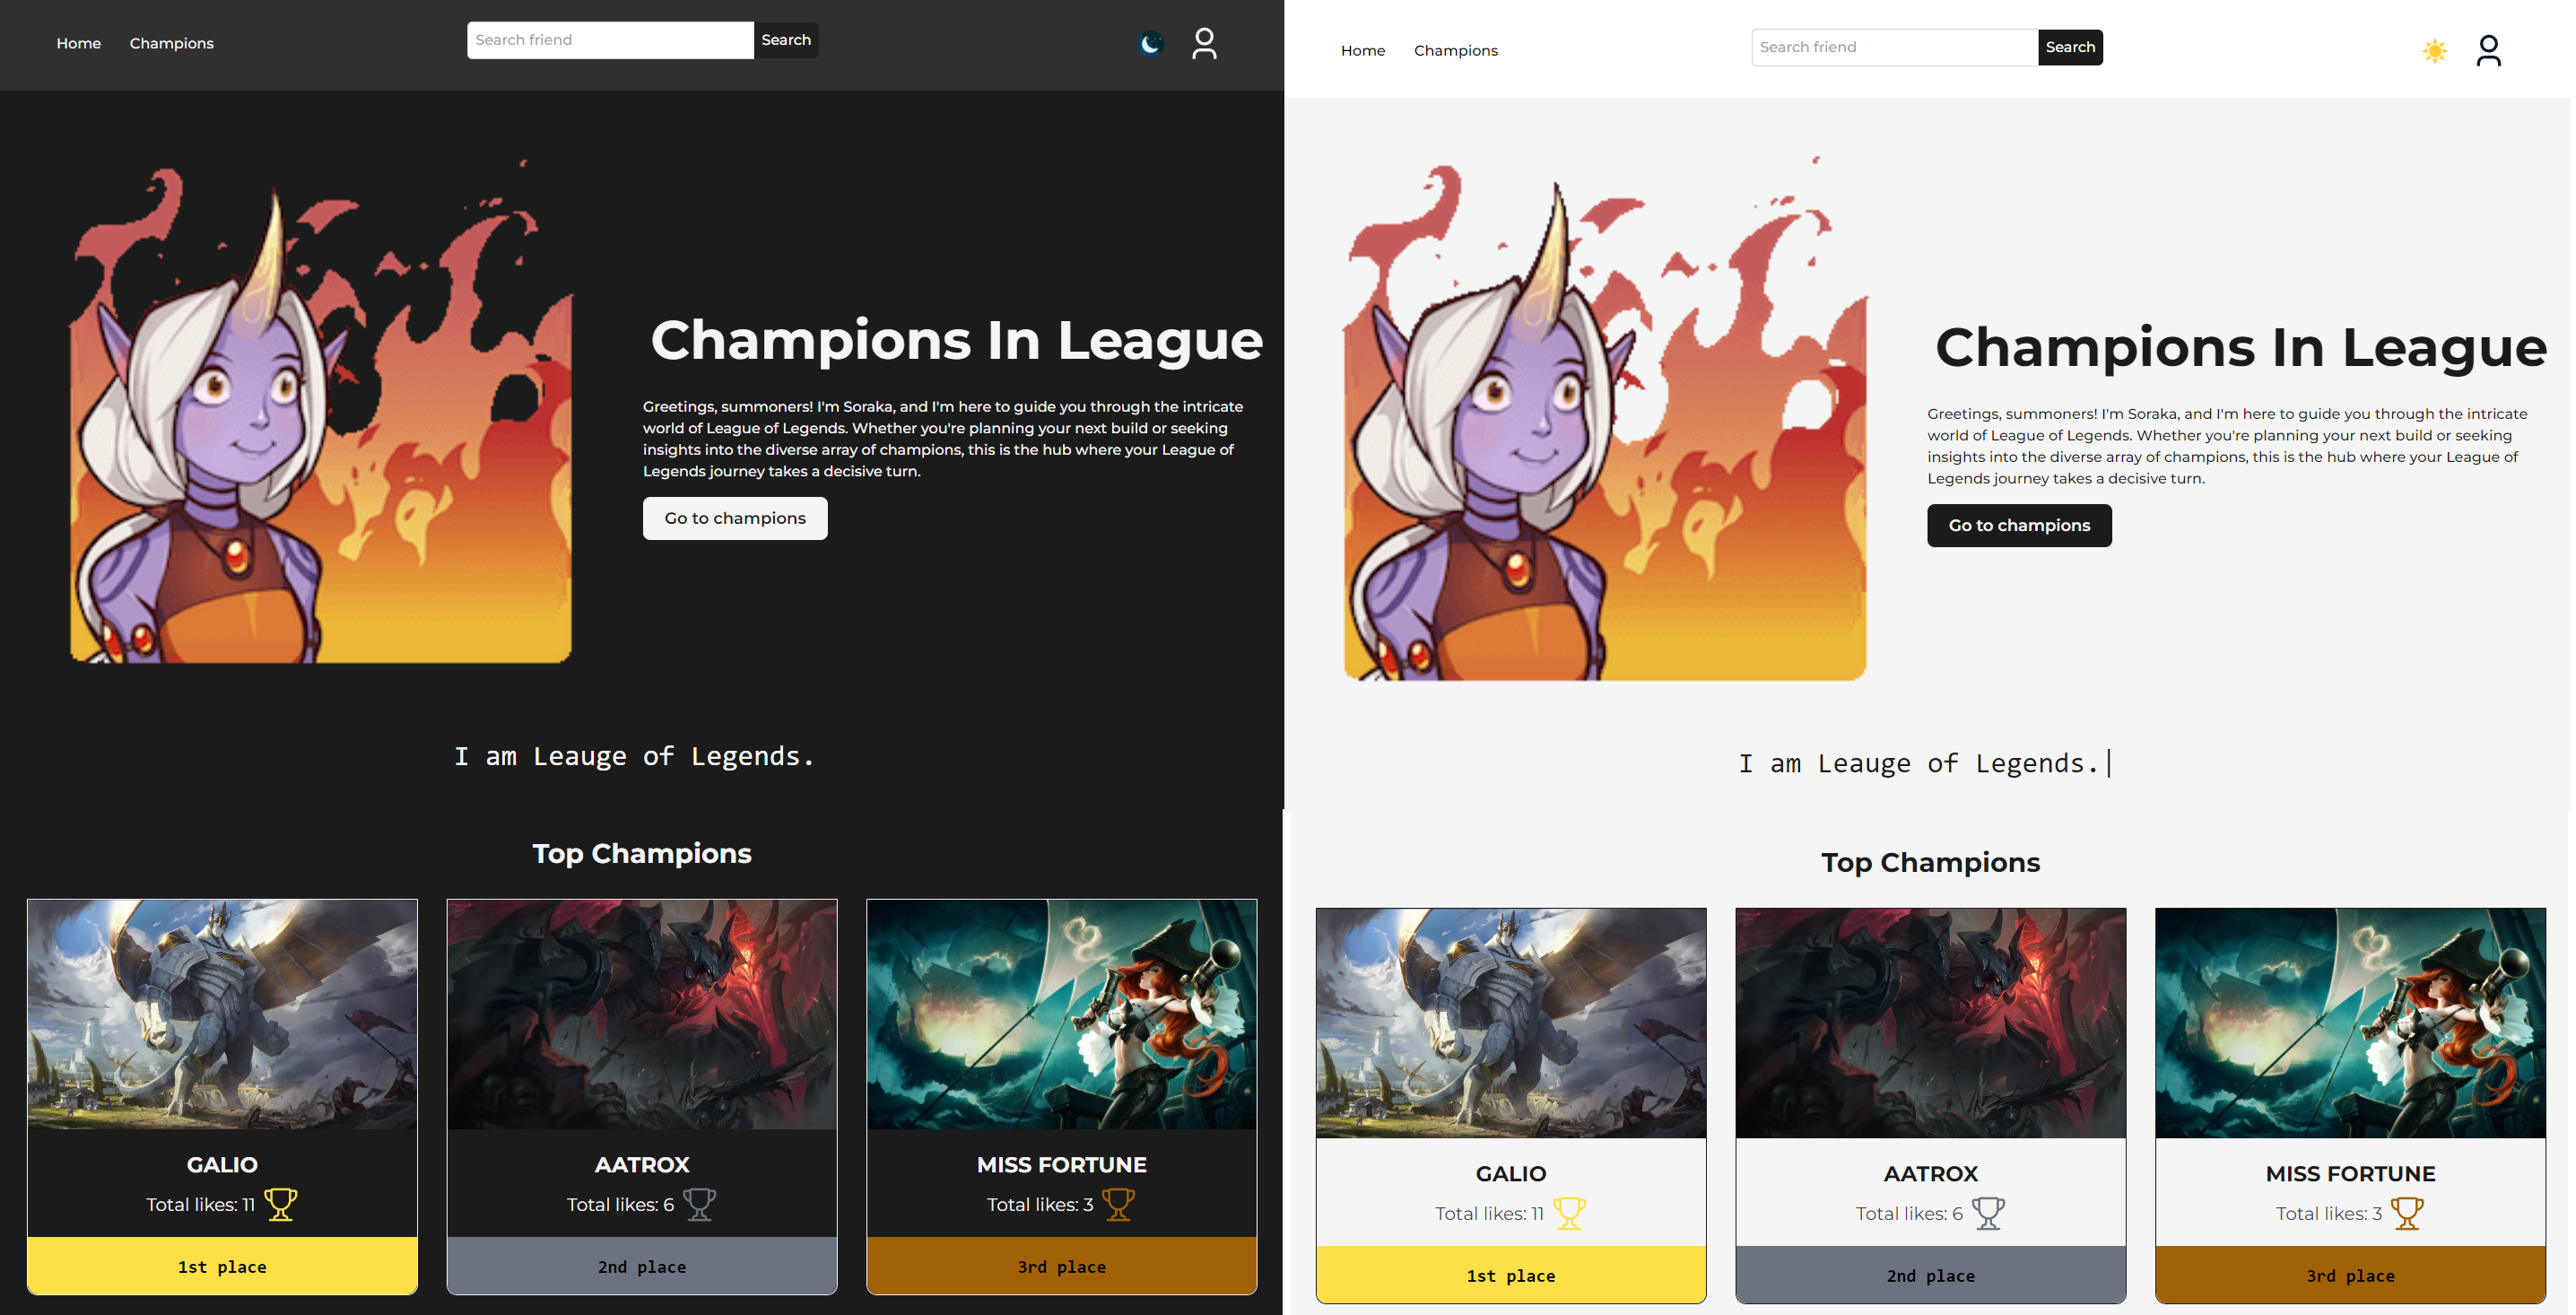 Home Champions
Search friend Search
Champions In League
Greetings, summoners! I'm Soraka, and I'm here to guide you through the intricate
world of League of Legends. Whether you're planning your next build or seeking
insights into the diverse array of champions, this is the hub where your League of
Legends journey takes a decisive turn.
Go to champions
I am Leauge of Legends.
Top Champions
GALIO
Total likes: 11
1st place
AATROX
Total likes: 6
2nd place
MISS FORTUNE
Total likes: 3
3rd place
Home Champions
Search friend Search
Champions In League
Greetings, summoners! I'm Soraka, and I'm here to guide you through the intricate
world of League of Legends. Whether you're planning your next build or seeking
insights into the diverse array of champions, this is the hub where your League of
Legends journey takes a decisive turn.
Go to champions
I am Leauge of Legends.|
Top Champions
GALIO
Total likes: 11
1st place
AATROX
Total likes: 6
2nd place
MISS FORTUNE
Total likes: 3
3rd place